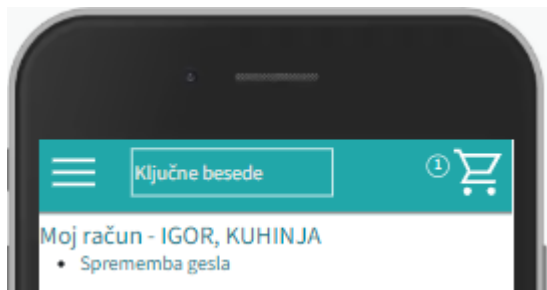 Ključne besede
1
Moj račun - IGOR, KUHINJA
• Sprememba gesla